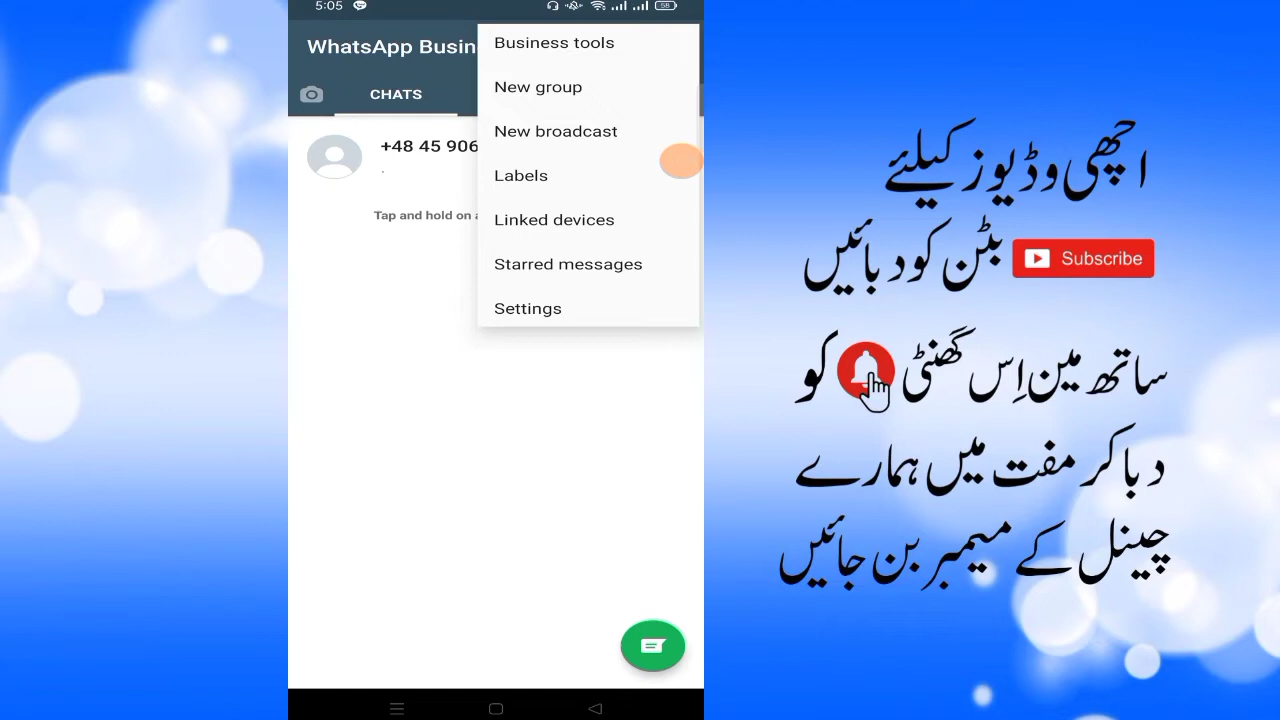 5:05
58
WhatsApp Busin
CHATS
+48 45 906
.
Tap and hold on a
Business tools
New group
New broadcast
Labels
Linked devices
Starred messages
Settings
اچھی وڈیوز کیلئے
Subscribe بٹن کو دبائیں
ساتھ مین اِس گھنٹی کو
دبا کر مفت میں ہمارے
چینل کے میمبر بن جائیں